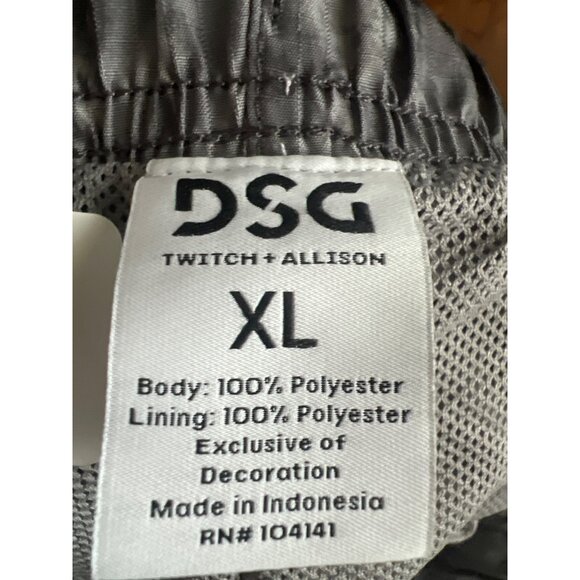 DSG
TWITCH + ALLISON
XL
Body: 100% Polyester
Lining: 100% Polyester
Exclusive of
Decoration
Made in Indonesia
RN# 104141